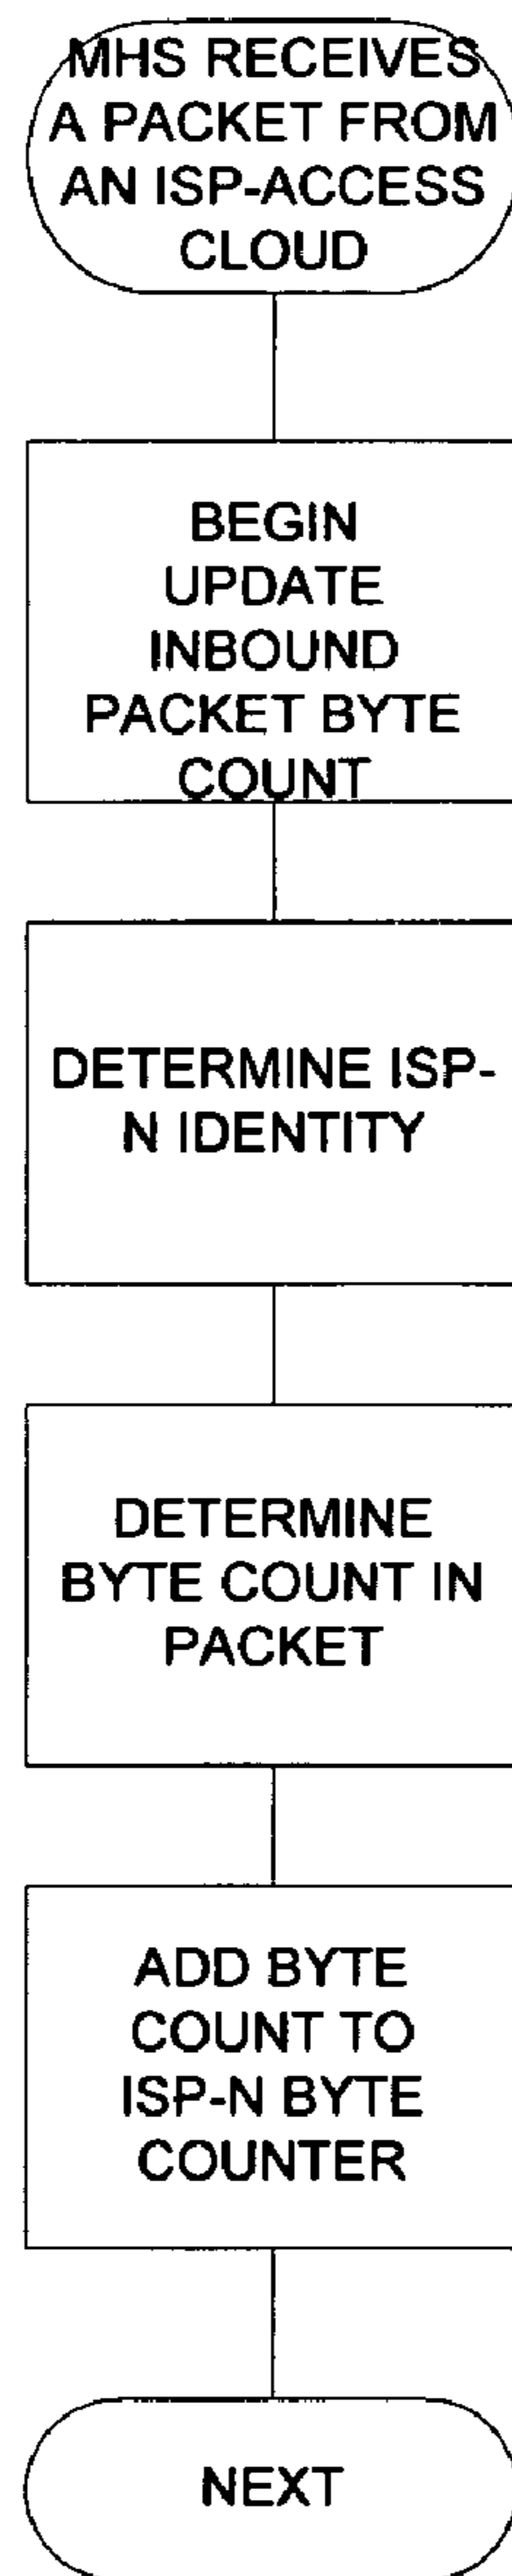 MHS RECEIVES
A PACKET FROM
AN ISP-ACCESS
CLOUD
BEGIN
UPDATE
INBOUND
PACKET BYTE
COUNT
DETERMINE ISP-
N IDENTITY
DETERMINE
BYTE COUNT IN
PACKET
ADD BYTE
COUNT TO
ISP-N BYTE
COUNTER
NEXT